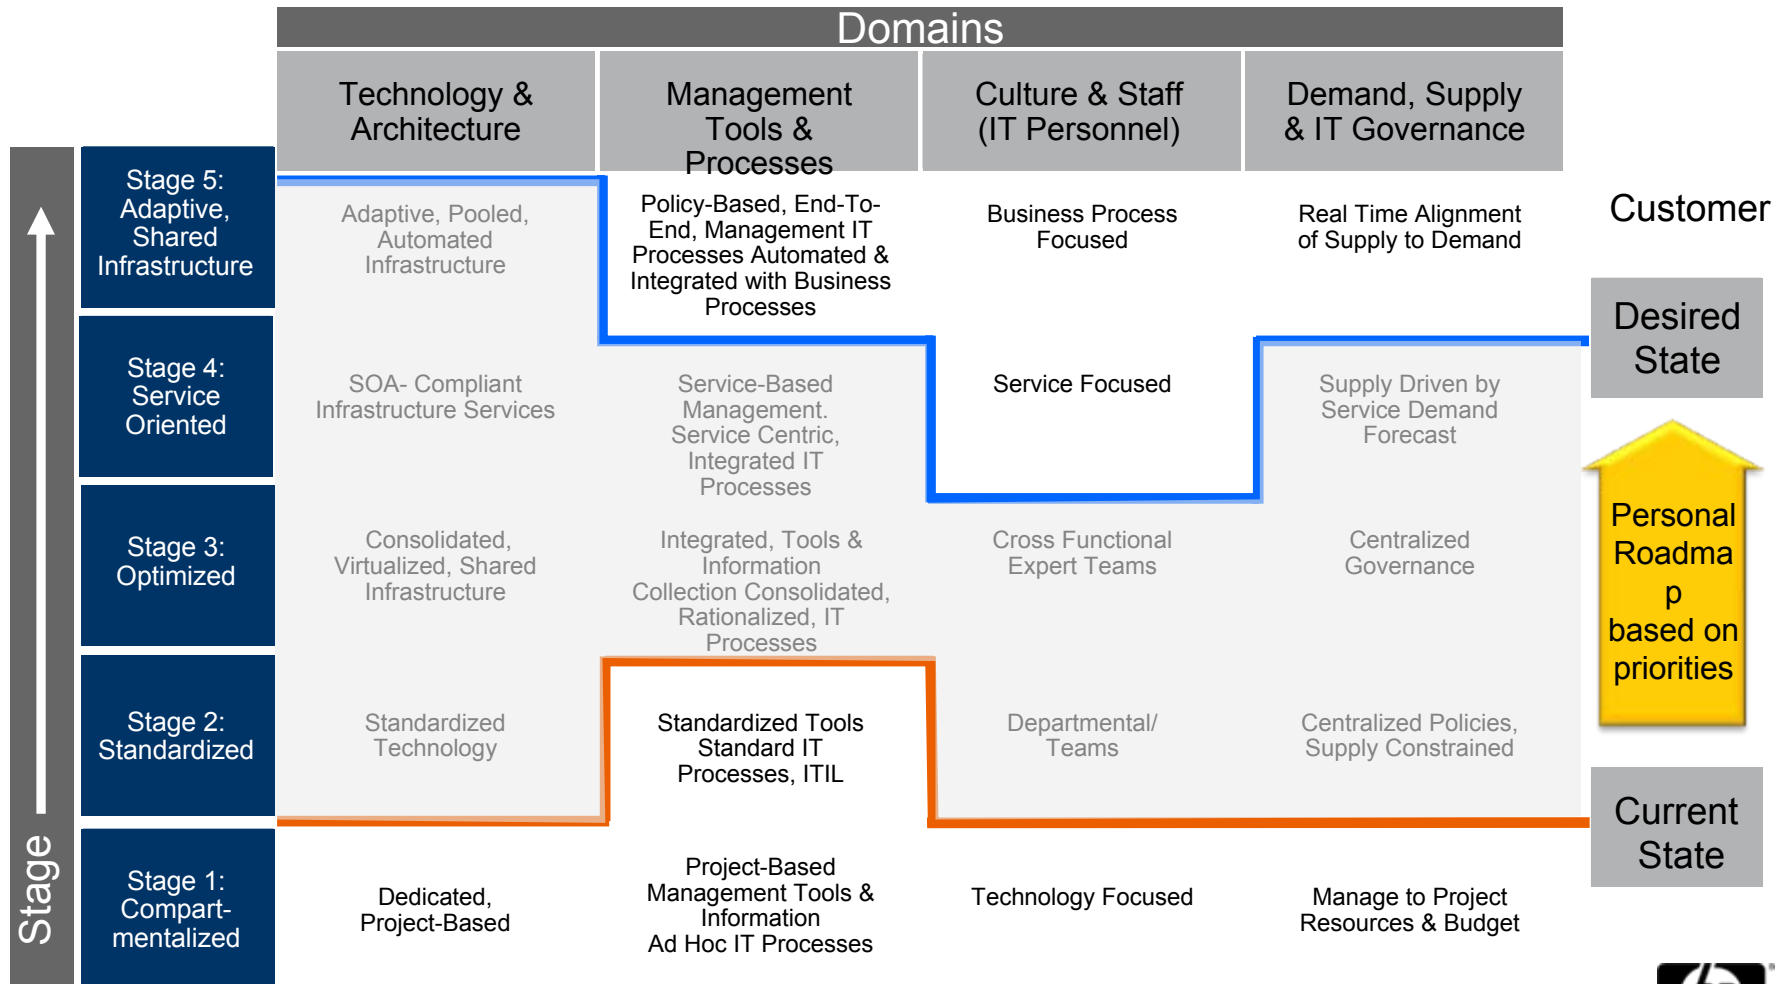 Domains
Technology &
Architecture
Management
Tools &
Processes
Culture & Staff
(IT Personnel)
Demand, Supply
& IT Governance
Stage 5:
Adaptive,
Shared
Infrastructure
Adaptive, Pooled,
Automated
Infrastructure
Policy-Based, End-To-
End, Management IT
Processes Automated &
Integrated with Business
Processes
Business Process
Focused
Real Time Alignment
of Supply to Demand
Customer
Desired
State
Stage 4:
Service
Oriented
SOA- Compliant
Infrastructure Services
Service-Based
Management.
Service Centric,
Integrated IT
Processes
Service Focused
Supply Driven by
Service Demand
Forecast
Stage 3:
Optimized
Consolidated,
Virtualized, Shared
Infrastructure
Integrated, Tools &
Information
Collection Consolidated,
Rationalized, IT
Processes
Cross Functional
Expert Teams
Centralized
Governance
Personal
Roadma
p
based on
priorities
Stage 2:
Standardized
Standardized
Technology
Standardized Tools
Standard IT
Processes, ITIL
Departmental/
Teams
Centralized Policies,
Supply Constrained
Current
State
Stage 1:
Compart-
mentalized
Dedicated,
Project-Based
Project-Based
Management Tools &
Information
Ad Hoc IT Processes
Technology Focused
Manage to Project
Resources & Budget
Stage